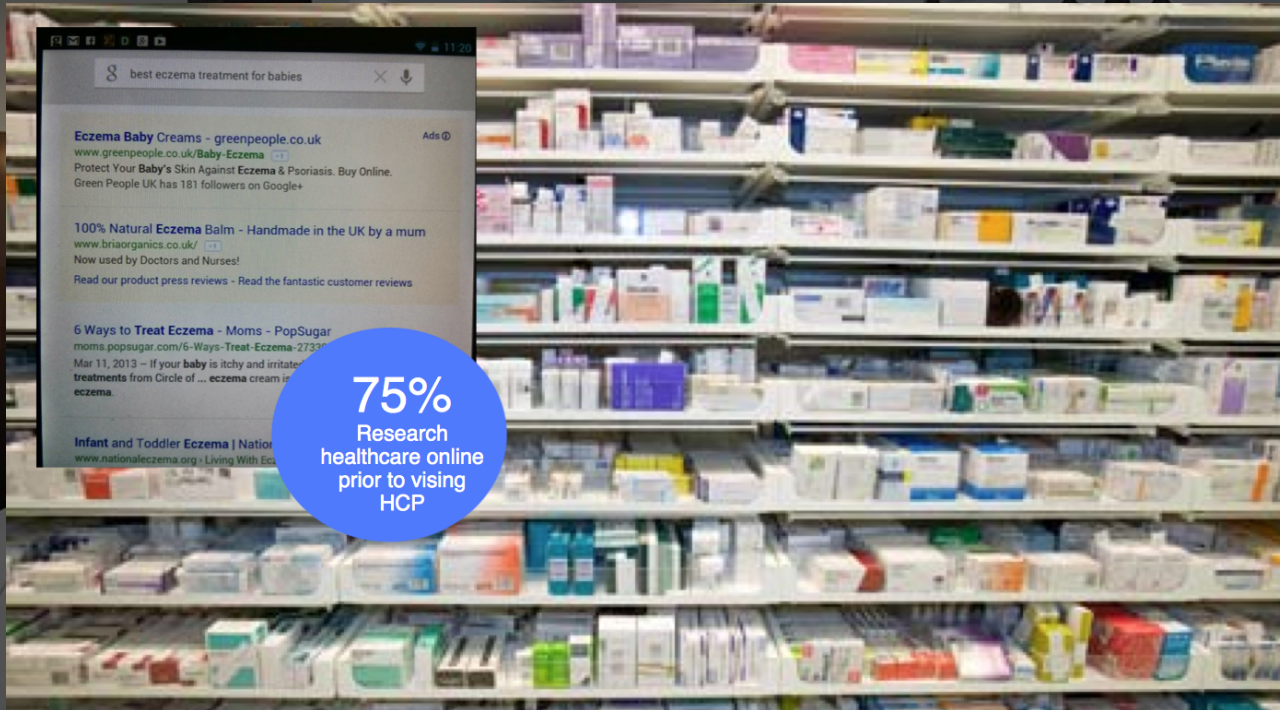 11:20
best eczema treatment for babies
Eczema Baby Creams - greenpeople.co.uk
Ads
www.greenpeople.co.uk/Baby-Eczema +1
Protect Your Baby's Skin Against Eczema & Psoriasis. Buy Online.
Green People UK has 181 followers on Google+
100% Natural Eczema Balm - Handmade in the UK by a mum
www.briaorganics.co.uk/ +1
Now used by Doctors and Nurses!
Read our product press reviews - Read the fantastic customer reviews
6 Ways to Treat Eczema - Moms - PopSugar
moms.popsugar.com/6-Ways-Treat-Eczema-2733
Mar 11, 2013 – If your baby is itchy and irritate
treatments from Circle of ... eczema cream is
eczema.
Infant and Toddler Eczema | Nation
www.nationaleczema.org › Living With Ecz
75%
Research
healthcare online
prior to vising
HCP